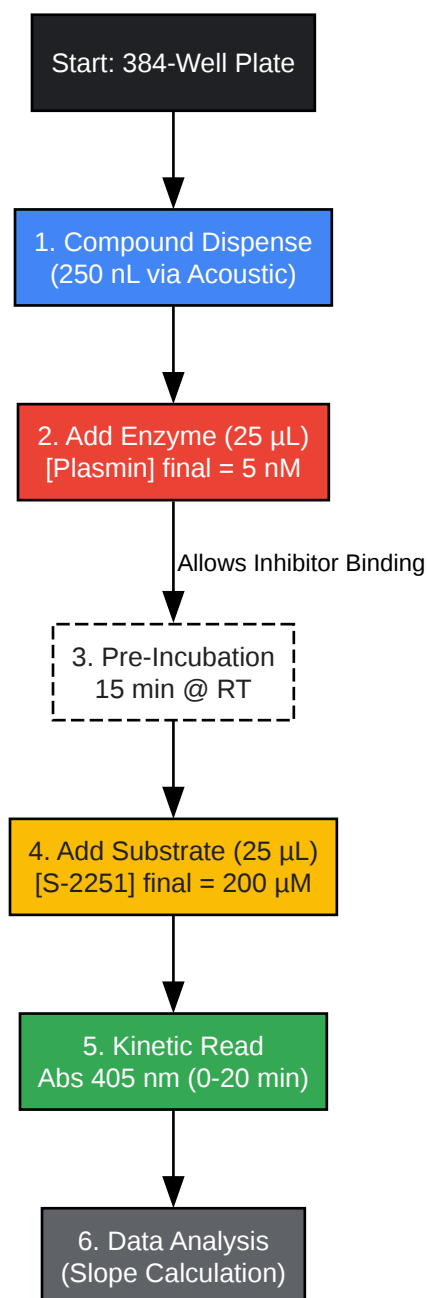 Start: 384-Well Plate
1. Compound Dispense
(250 nL via Acoustic)
2. Add Enzyme (25 µL)
[Plasmin] final = 5 nM
Allows Inhibitor Binding
3. Pre-Incubation
15 min @ RT
4. Add Substrate (25 µL)
[S-2251] final = 200 µM
5. Kinetic Read
Abs 405 nm (0-20 min)
6. Data Analysis
(Slope Calculation)